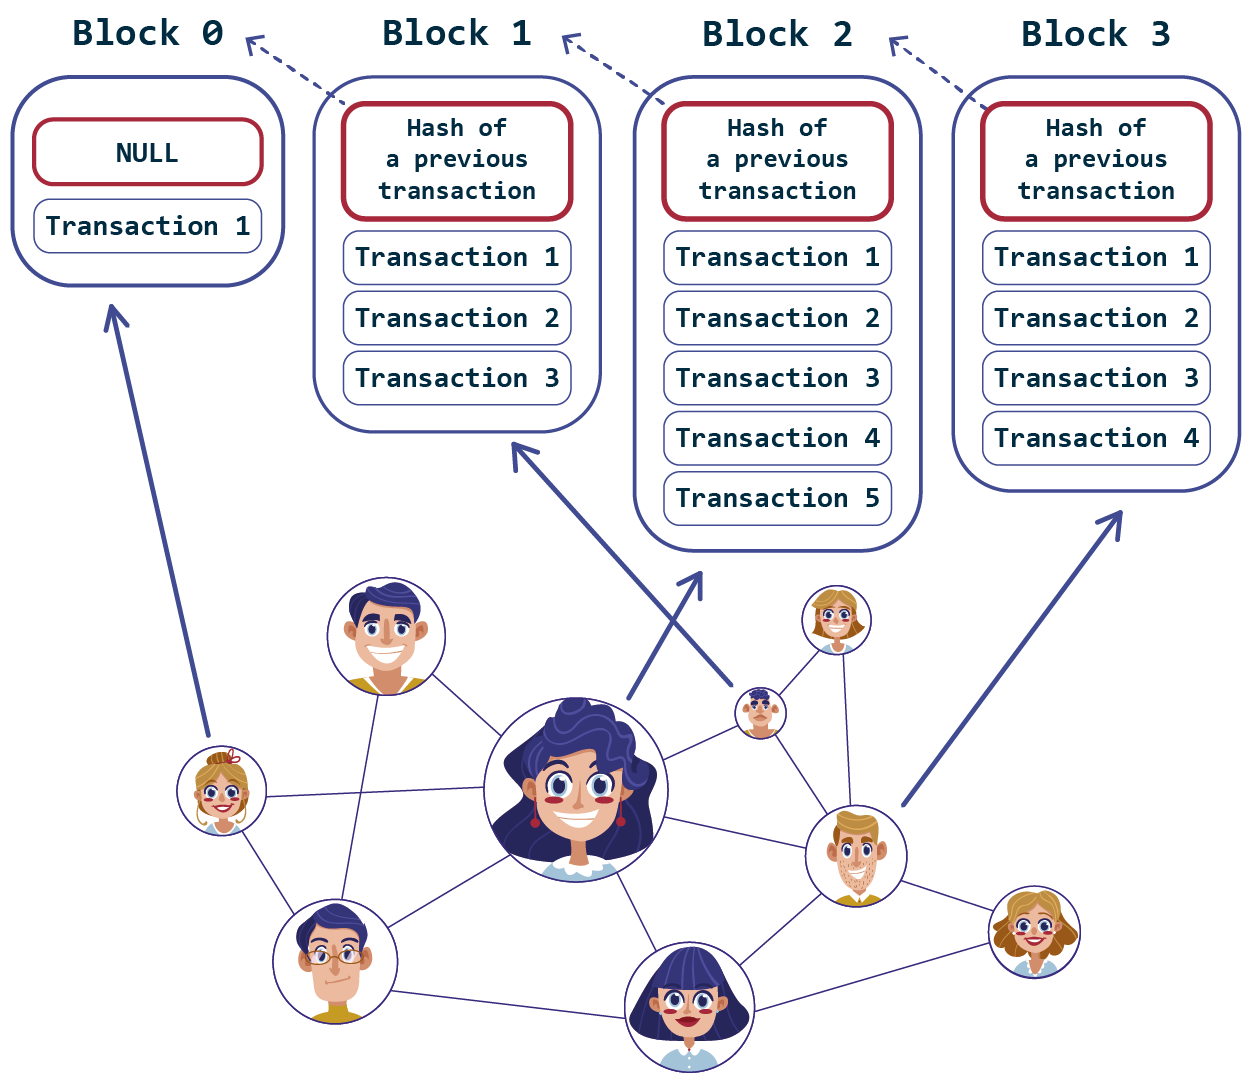 Block 0
NULL
Transaction 1
Block 1
Hash of
a previous
transaction
Transaction 1
Transaction 2
Transaction 3
Block 2
Hash of
a previous
transaction
Transaction 1
Transaction 2
Transaction 3
Transaction 4
Transaction 5
Block 3
Hash of
a previous
transaction
Transaction 1
Transaction 2
Transaction 3
Transaction 4